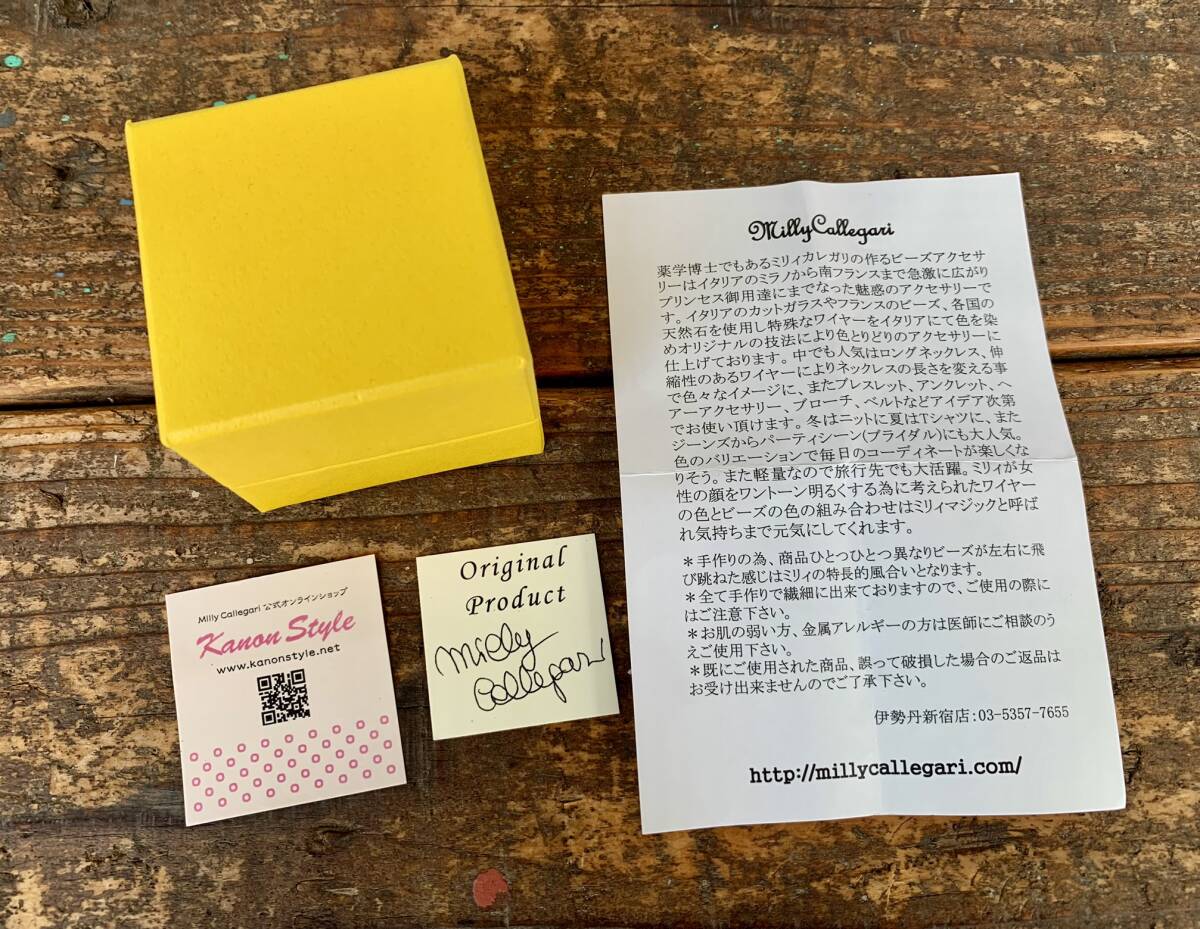 Milly Callegari 公式オンラインショップ
Kanon Style
www.kanonstyle.net
Original
Product
Milly
Callegari
MillyCallegari
薬学博士でもあるミリィカレガリの作るビーズアクセサ
リーはイタリアのミラノから南フランスまで急激に広がり
プリンセス御用達にまでなった魅惑のアクセサリーで
す。イタリアのカットガラスやフランスのビーズ、各国の
天然石を使用し特殊なワイヤーをイタリアにて色を染
めオリジナルの技法により色とりどりのアクセサリーに
仕上げております。中でも人気はロングネックレス、伸
縮性のあるワイヤーによりネックレスの長さを変える事
で色々なイメージに、またブレスレット、アンクレット、ヘ
アーアクセサリー、ブローチ、ベルトなどアイデア次第
でお使い頂けます。冬はニットに夏はTシャツに、また
ジーンズからパーティシーン(ブライダル)にも大人気。
色のバリエーションで毎日のコーディネートが楽しくな
りそう。また軽量なので旅行先でも大活躍。ミリィが女
性の顔をワントーン明るくする為に考えられたワイヤー
の色とビーズの色の組み合わせはミリィマジックと呼ば
れ気持ちまで元気にしてくれます。
＊手作りの為、商品ひとつひとつ異なりビーズが左右に飛
び跳ねた感じはミリィの特長的風合いとなります。
＊全て手作りで繊細に出来ておりますので、ご使用の際に
はご注意下さい。
＊お肌の弱い方、金属アレルギーの方は医師にご相談のう
えご使用下さい。
＊既にご使用された商品、誤って破損した場合のご返品は
お受け出来ませんのでご了承下さい。
伊勢丹新宿店：03-5357-7655
http://millycallegari.com/